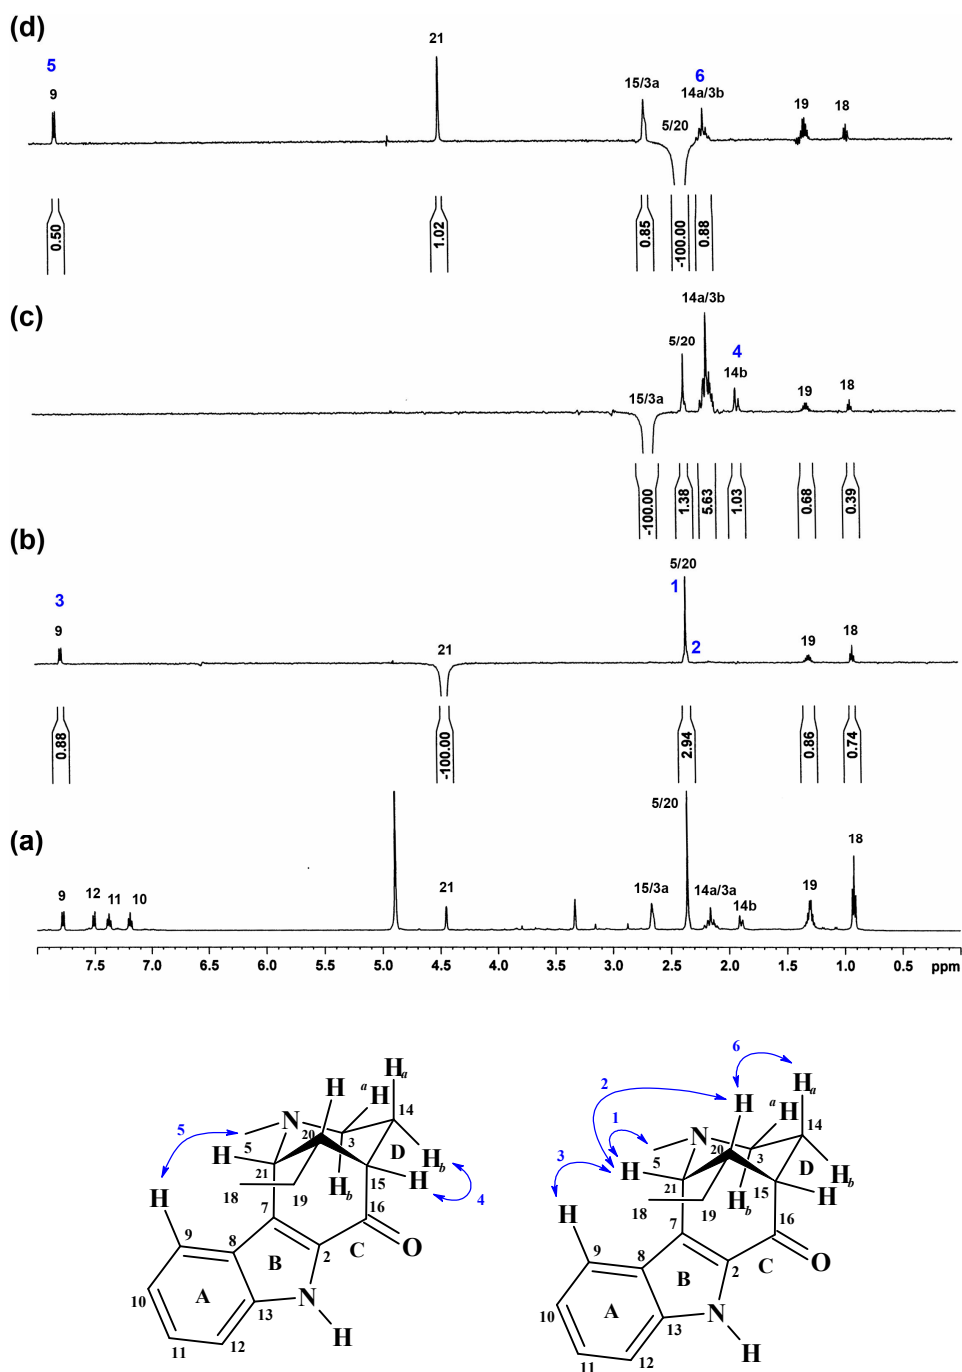 (d)
21
5
9
15/3a
6
14a/3b
5/20
19
18
0.50
1.02
0.85
-100.00
0.88
(c)
14a/3b
5/20
4
14b
15/3a
19
18
-100.00
1.38
5.63
1.03
0.68
0.39
(b)
5/20
3
1
9
2
21
19
18
0.88
-100.00
2.94
0.86
0.74
(a)
5/20
18
9
12
11
10
21
15/3a
14a/3a
14b
19
7.5 7.0 6.5 6.0 5.5 5.0 4.5 4.0 3.5 3.0 2.5 2.0 1.5 1.0 0.5 ppm
Ha
H
a H
14
5
N
20
5
3
D
Hb
H
21
15
H
4
18
19
Hb
H
7
16
9
8
B
2
C
O
10
A
13
N
11
12
H
6
Ha
2
H
a H
1
14
N
20
5
3
D
3
H
21
15
Hb
H
18
19
Hb
H
7
16
9
8
B
2
C
O
10
A
13
N
11
12
H